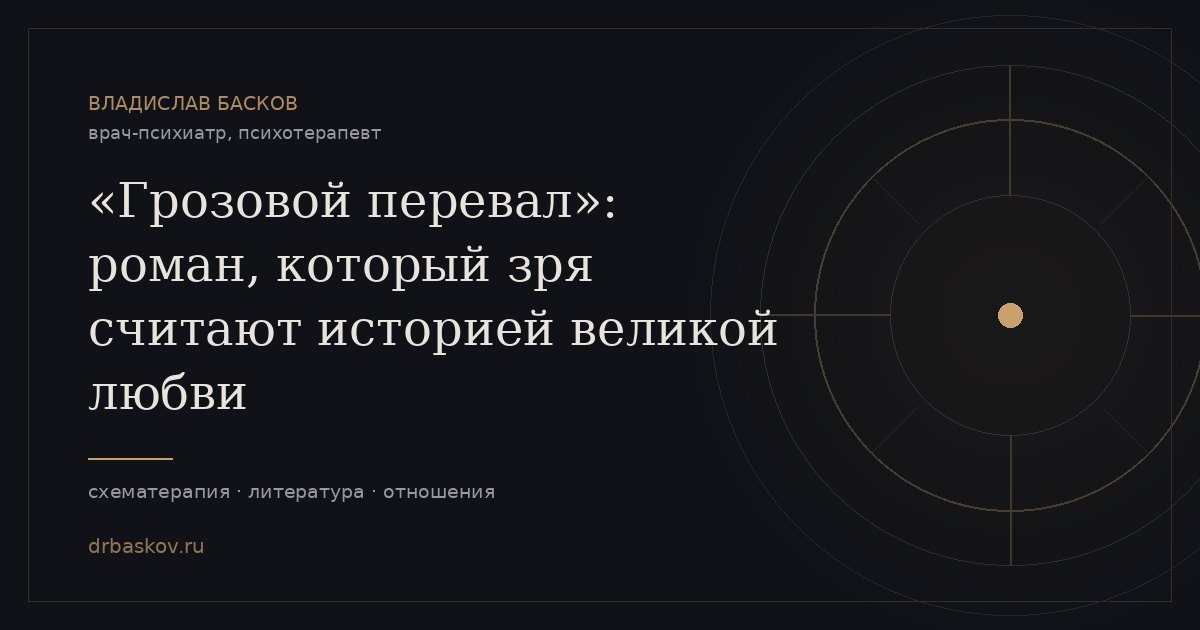 ВЛАДИСЛАВ БАСКОВ
врач-психиатр, психотерапевт
«Грозовой перевал»:
роман, который зря
считают историей великой
любви
схематерапия · литература · отношения
drbaskov.ru